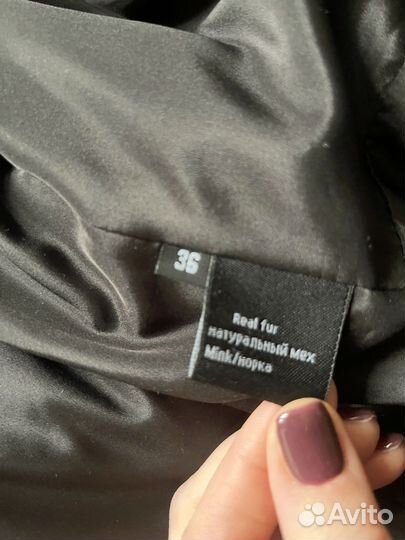 36
Real fur
натуральный мех
Mink/норка
Avito